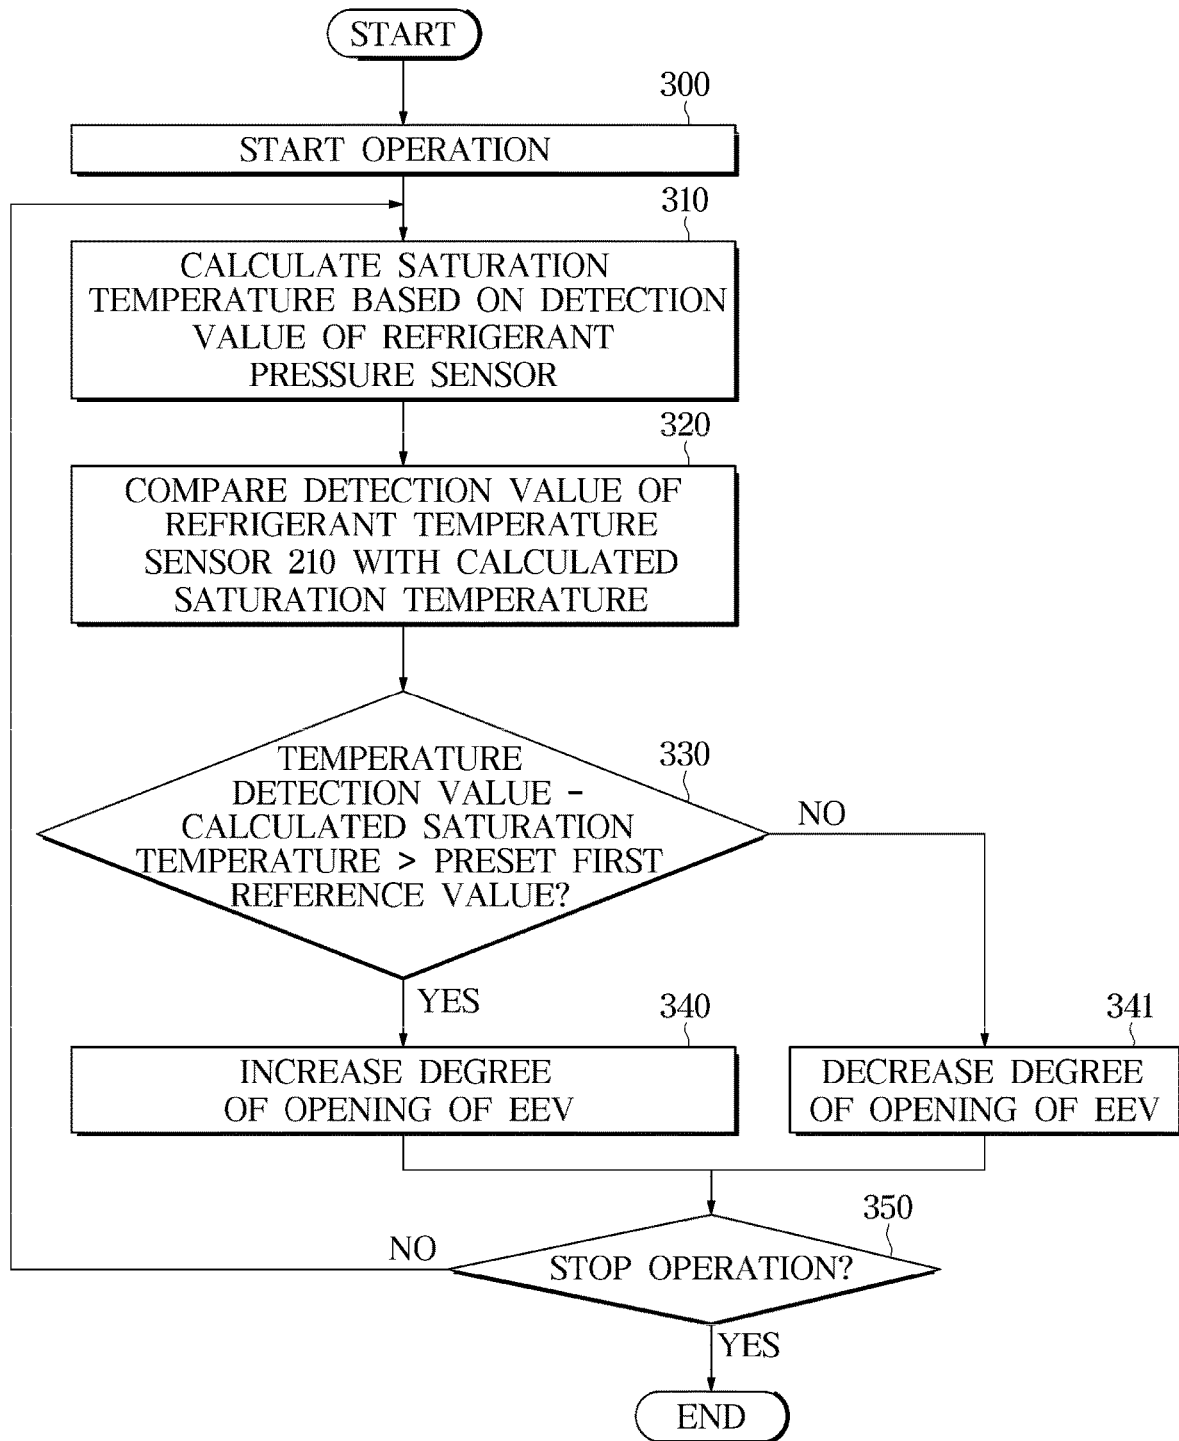 START
300
START OPERATION
310
CALCULATE SATURATION
TEMPERATURE BASED ON DETECTION
VALUE OF REFRIGERANT
PRESSURE SENSOR
320
COMPARE DETECTION VALUE OF
REFRIGERANT TEMPERATURE
SENSOR 210 WITH CALCULATED
SATURATION TEMPERATURE
330
TEMPERATURE
DETECTION VALUE -
CALCULATED SATURATION
TEMPERATURE > PRESET FIRST
REFERENCE VALUE?
NO
YES
340
INCREASE DEGREE
OF OPENING OF EEV
341
DECREASE DEGREE
OF OPENING OF EEV
350
STOP OPERATION?
NO
YES
END